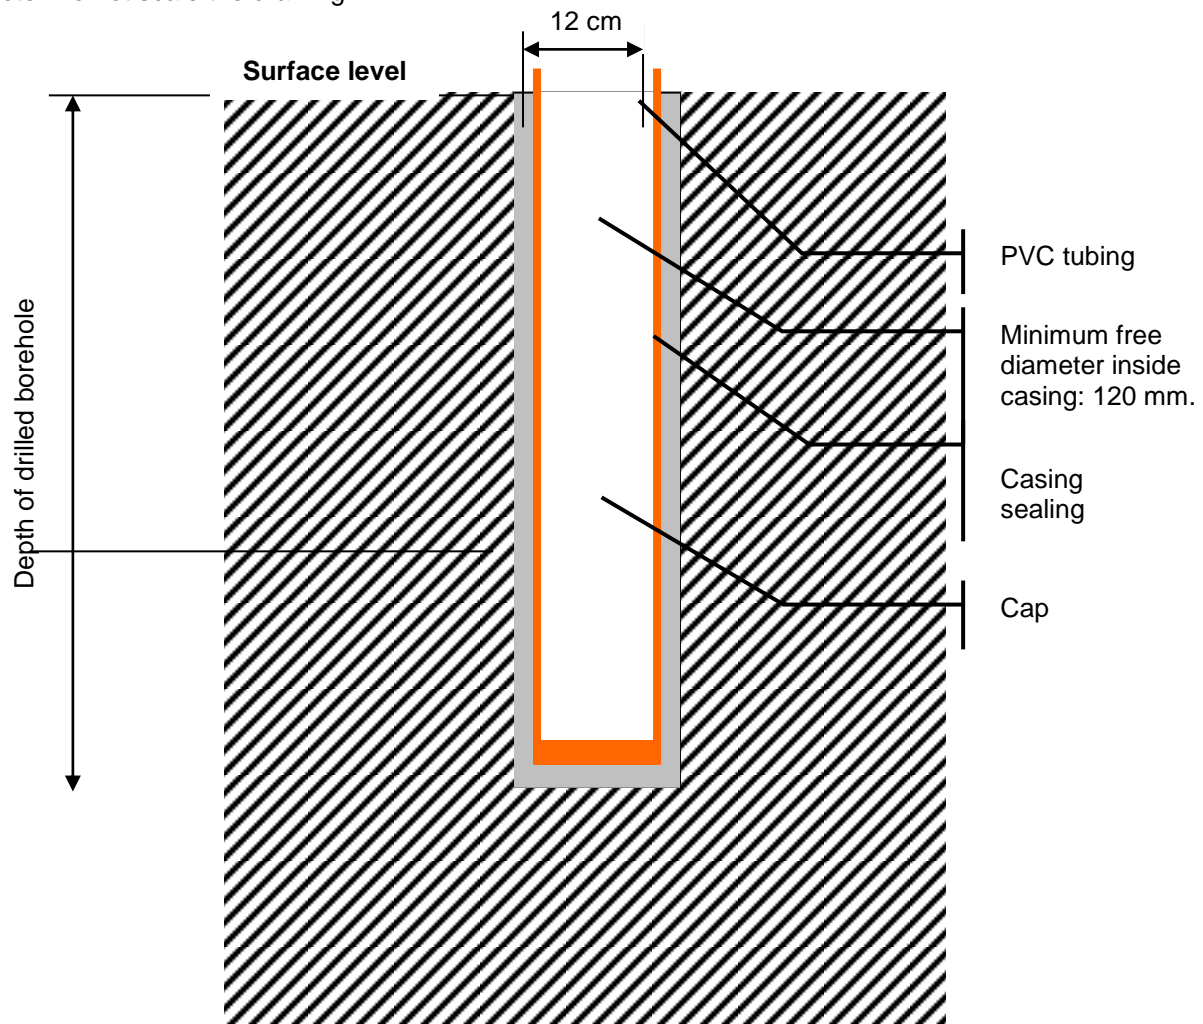 12 cm
Surface level
Depth of drilled borehole
PVC tubing
Minimum free
diameter inside
casing: 120 mm.
Casing
sealing
Cap